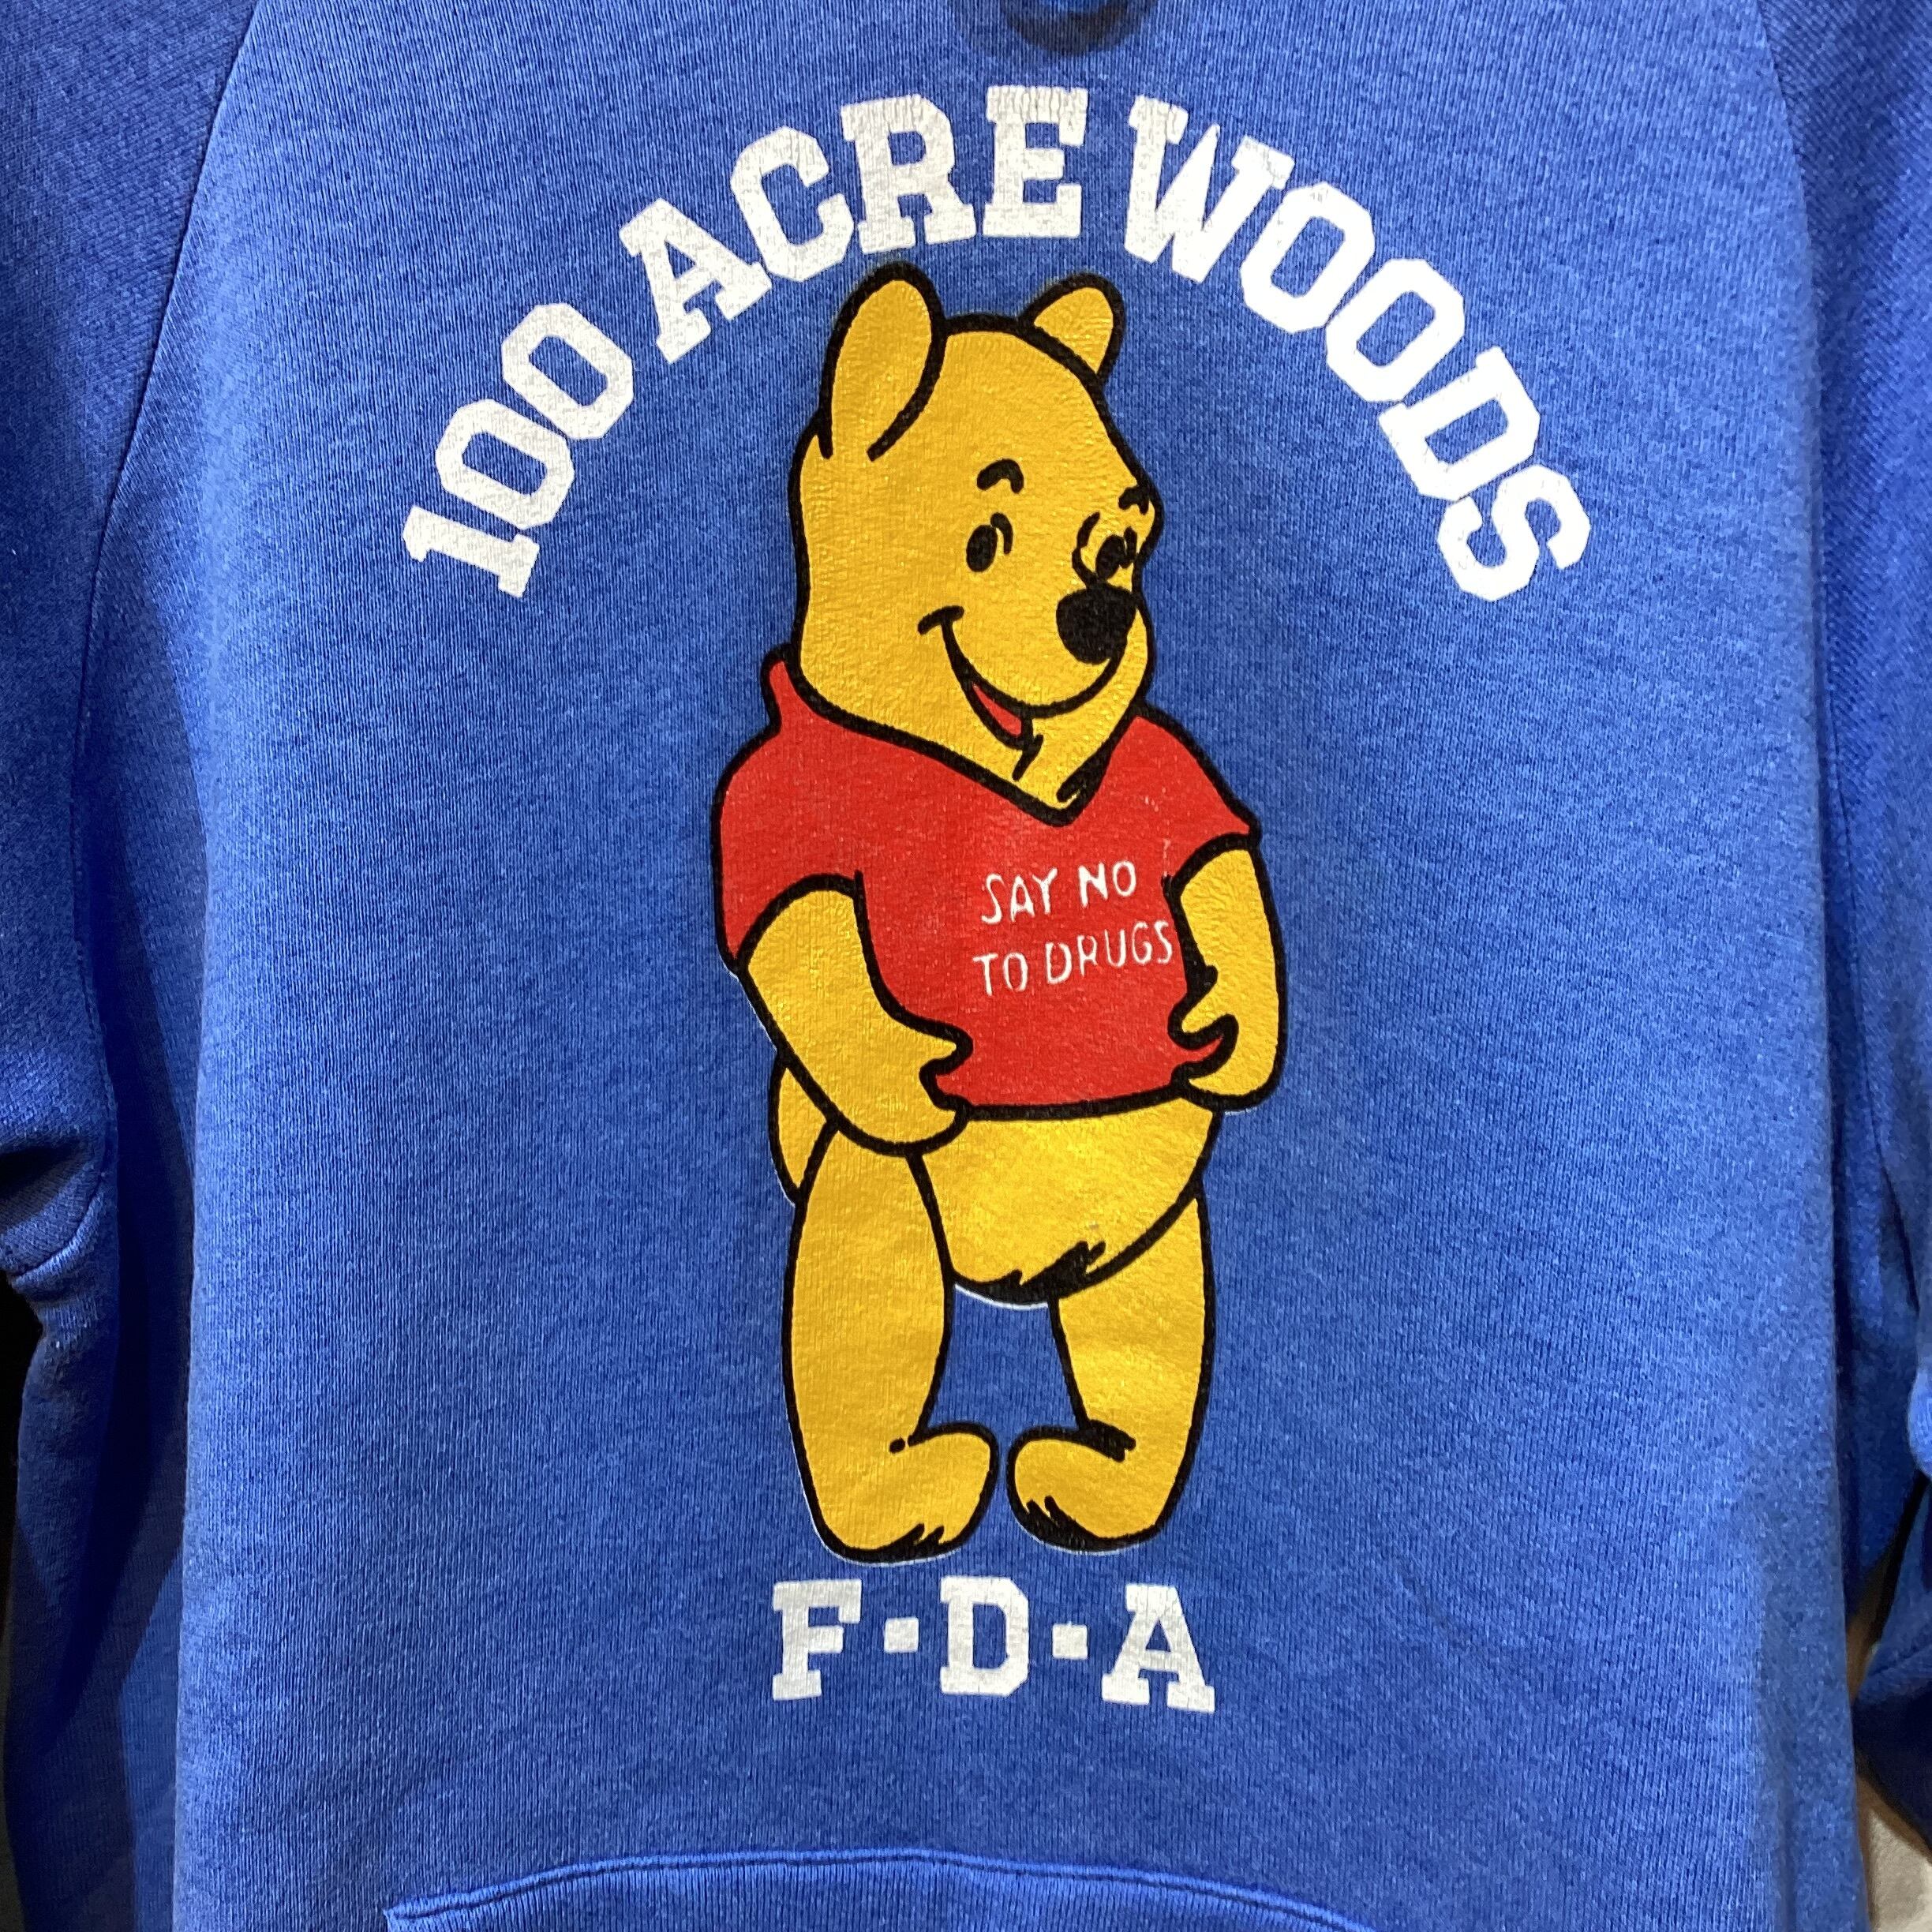 100 ACRE WOODS
SAY NO
TO DRUGS
F·D·A